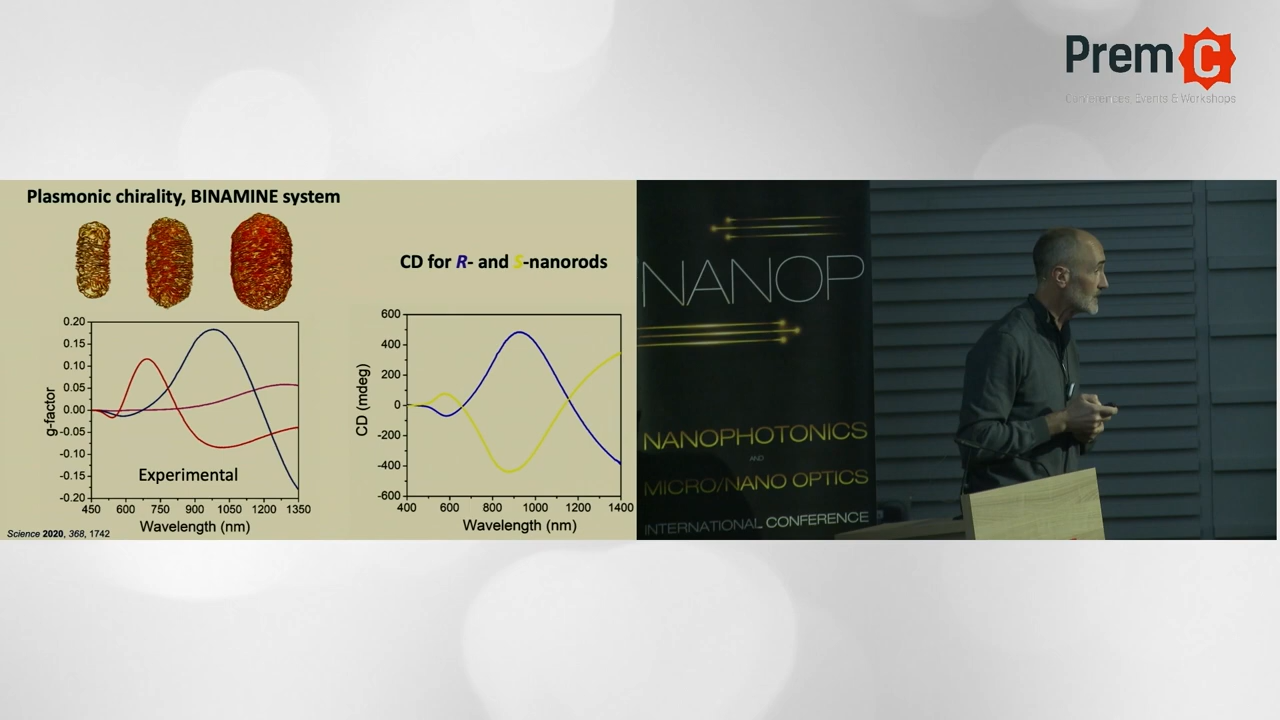 Prem C
Conferences, Events & Workshops
Plasmonic chirality, BINAMINE system
CD for R- and S-nanorods
0.20
0.15
0.10
0.05
0.00
-0.05
-0.10
-0.15
-0.20
g-factor
Experimental
450 600 750 900 1050 1200 1350
Wavelength (nm)
600
400
200
0
-200
-400
-600
CD (mdeg)
400 600 800 1000 1200 1400
Wavelength (nm)
Science 2020, 368, 1742
NANOP
NANOPHOTONICS
AND
MICRO/NANO OPTICS
INTERNATIONAL CONFERENCE